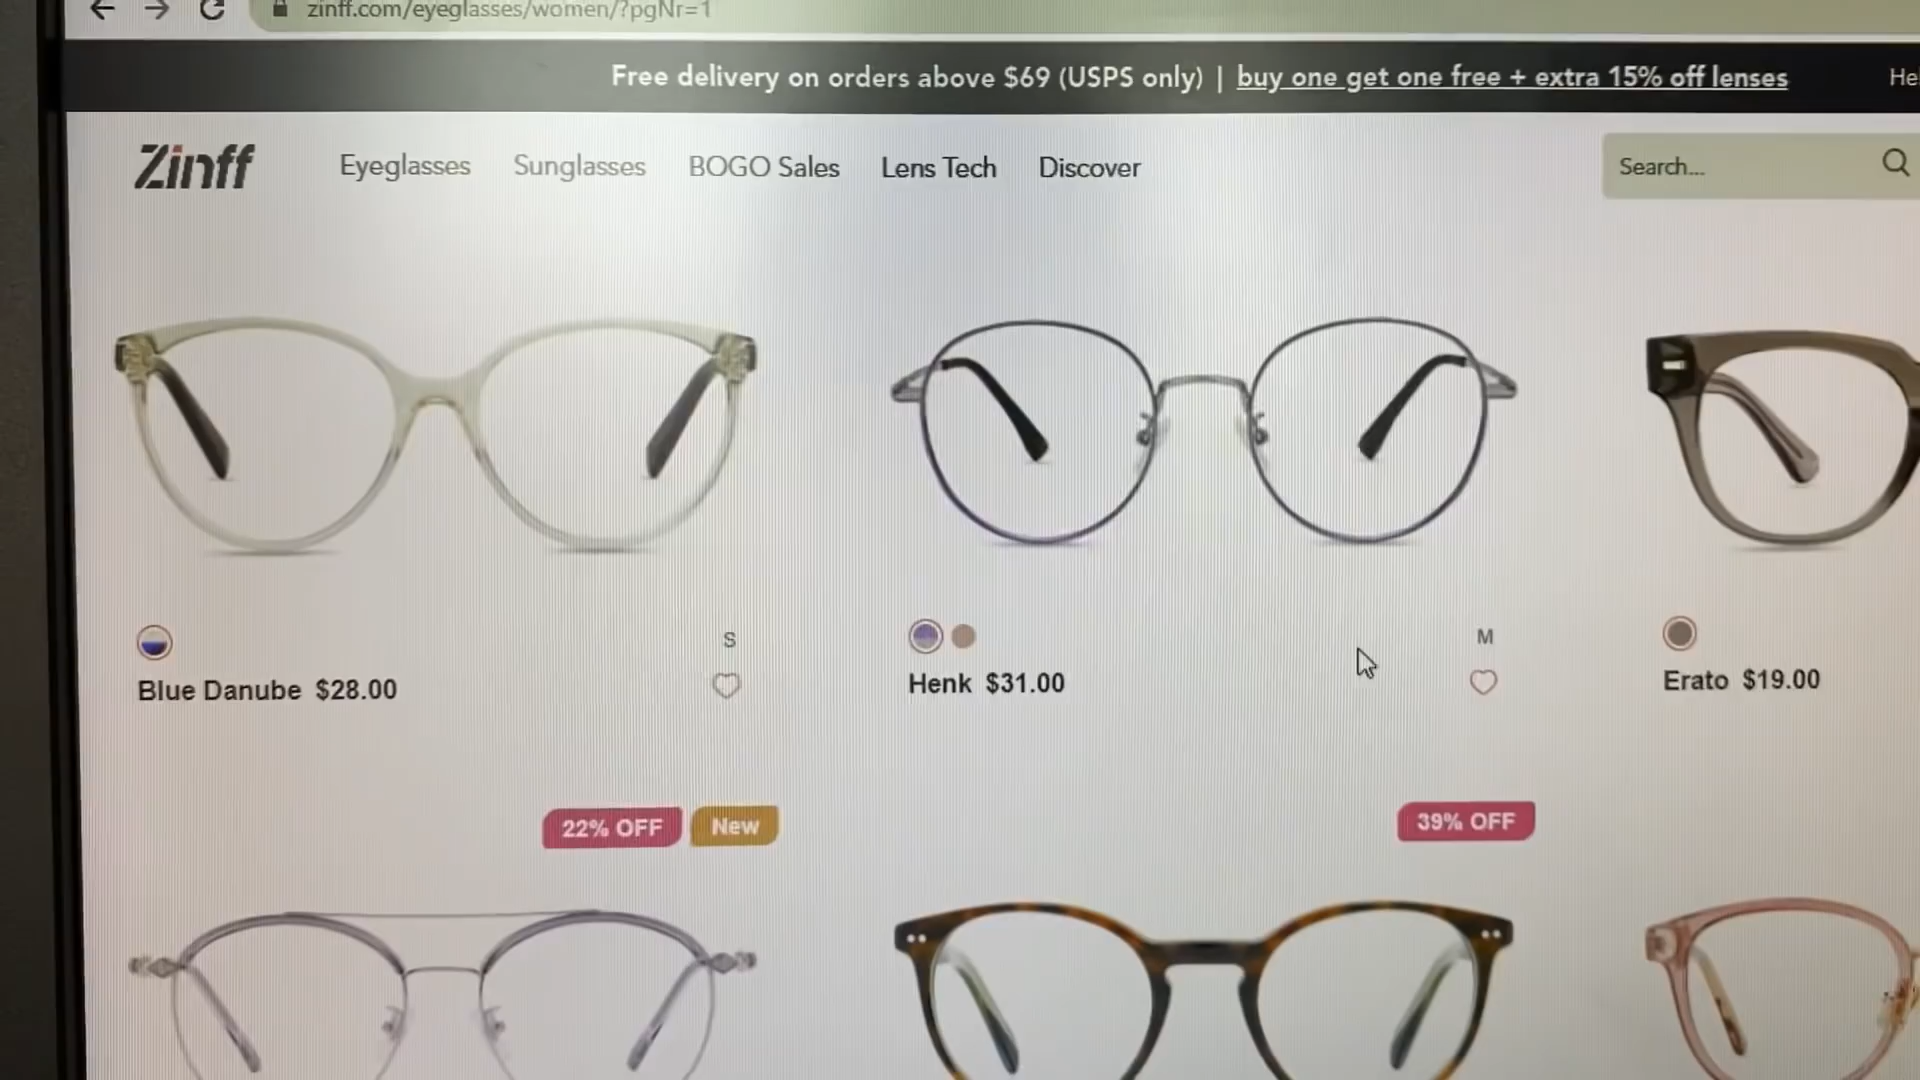 zinff.com/eyeglasses/women/?pgNr=1
Free delivery on orders above $69 (USPS only) | buy one get one free + extra 15% off lenses
Zinff
Eyeglasses
Sunglasses
BOGO Sales
Lens Tech
Discover
Search...
S
M
Blue Danube $28.00
Henk $31.00
Erato $19.00
22% OFF
New
39% OFF